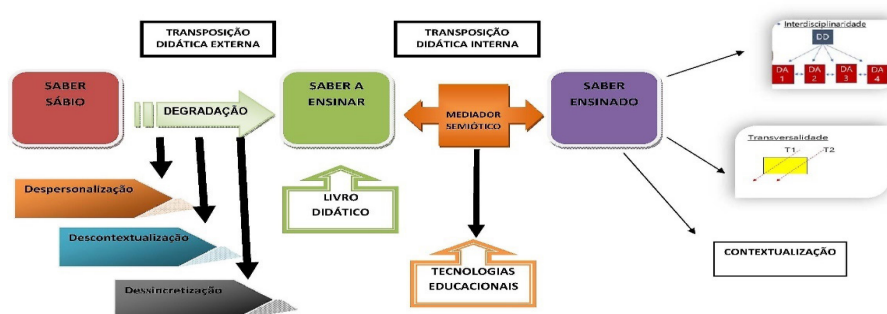 TRANSPOSIÇÃO
DIDÁTICA EXTERNA
TRANSPOSIÇÃO
DIDÁTICA INTERNA
Interdisciplinaridade
DD
DA
1
DA
2
DA
3
DA
4
SABER
SÁBIO
DEGRADAÇÃO
SABER A
ENSINAR
MEDIADOR
SEMIÓTICO
SABER
ENSINADO
Transversalidade
T1
T2
Despersonalização
Descontextualização
Dessincretização
LIVRO
DIDÁTICO
TECNOLOGIAS
EDUCACIONAIS
CONTEXTUALIZAÇÃO